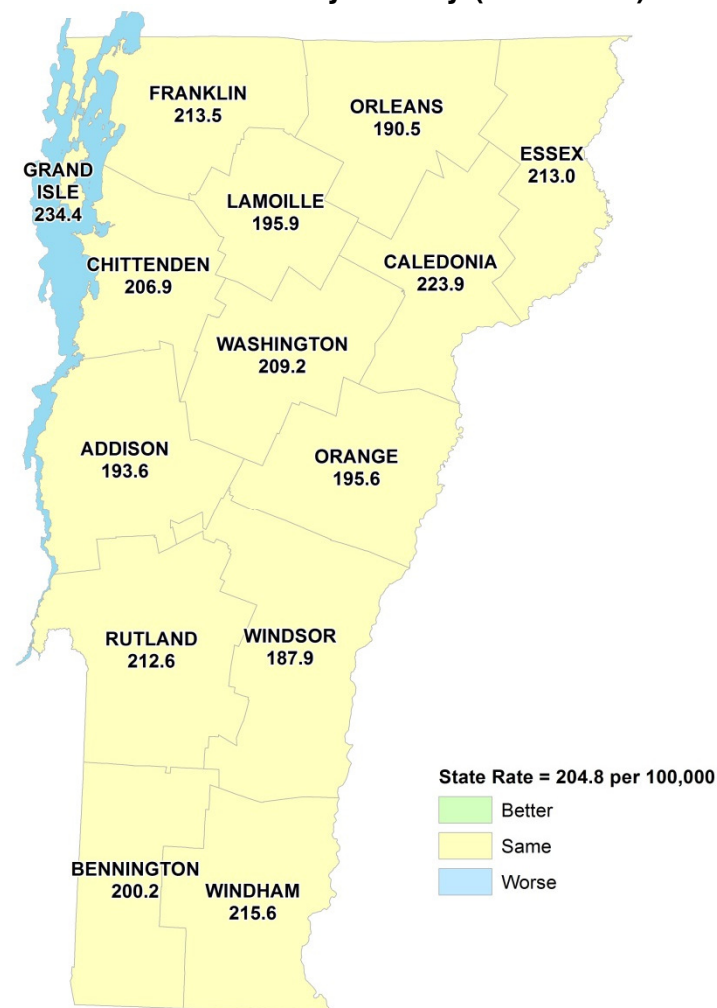 FRANKLIN
213.5
ORLEANS
190.5
ESSEX
213.0
GRAND
ISLE
234.4
LAMOILLE
195.9
CHITTENDEN
206.9
CALEDONIA
223.9
WASHINGTON
209.2
ADDISON
193.6
ORANGE
195.6
RUTLAND
212.6
WINDSOR
187.9
State Rate = 204.8 per 100,000
Better
Same
Worse
BENNINGTON
200.2
WINDHAM
215.6